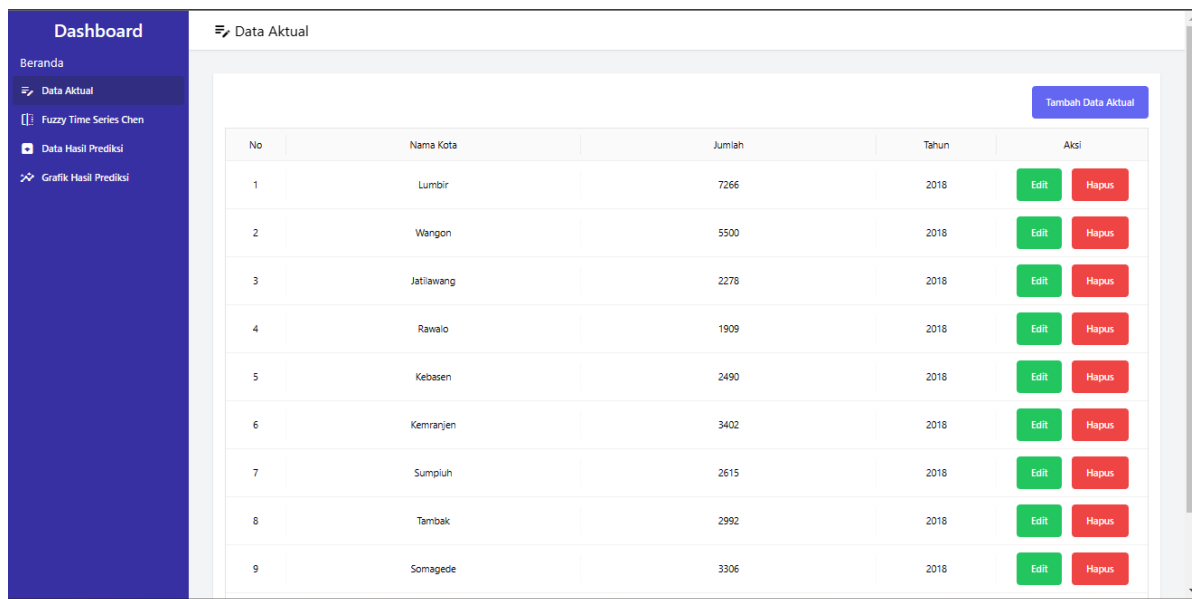 Dashboard
Beranda
Data Aktual
Fuzzy Time Series Chen
Data Hasil Prediksi
Grafik Hasil Prediksi
Data Aktual
Tambah Data Aktual
No Nama Kota Jumlah Tahun Aksi
1 Lumbir 7266 2018 Edit Hapus
2 Wangon 5500 2018 Edit Hapus
3 Jatilawang 2278 2018 Edit Hapus
4 Rawalo 1909 2018 Edit Hapus
5 Kebasen 2490 2018 Edit Hapus
6 Kemranjen 3402 2018 Edit Hapus
7 Sumpiuh 2615 2018 Edit Hapus
8 Tambak 2992 2018 Edit Hapus
9 Somagede 3306 2018 Edit Hapus